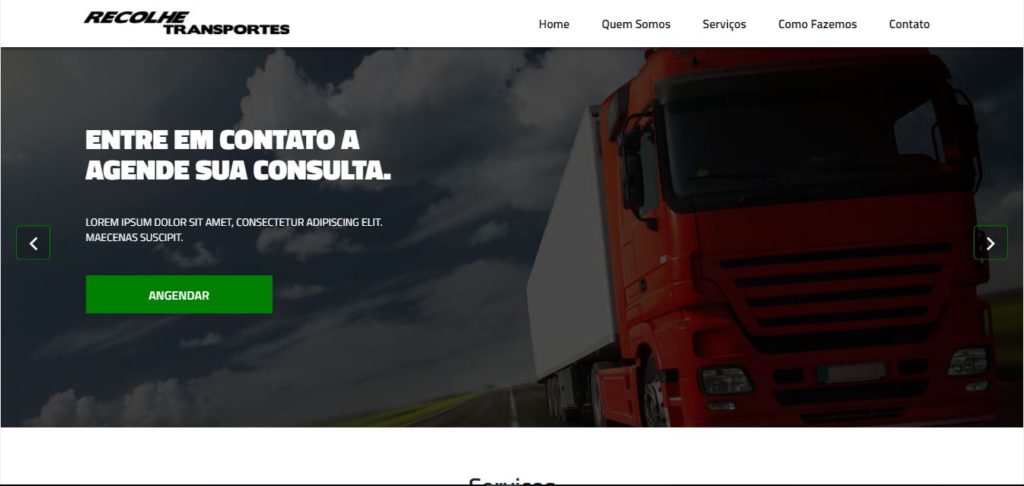 RECOLHE
TRANSPORTES
Home Quem Somos Serviços Como Fazemos Contato
ENTRE EM CONTATO A
AGENDE SUA CONSULTA.
LOREM IPSUM DOLOR SIT AMET, CONSECTETUR ADIPISCING ELIT.
MAECENAS SUSCIPIT.
ANGENDAR
Serviços